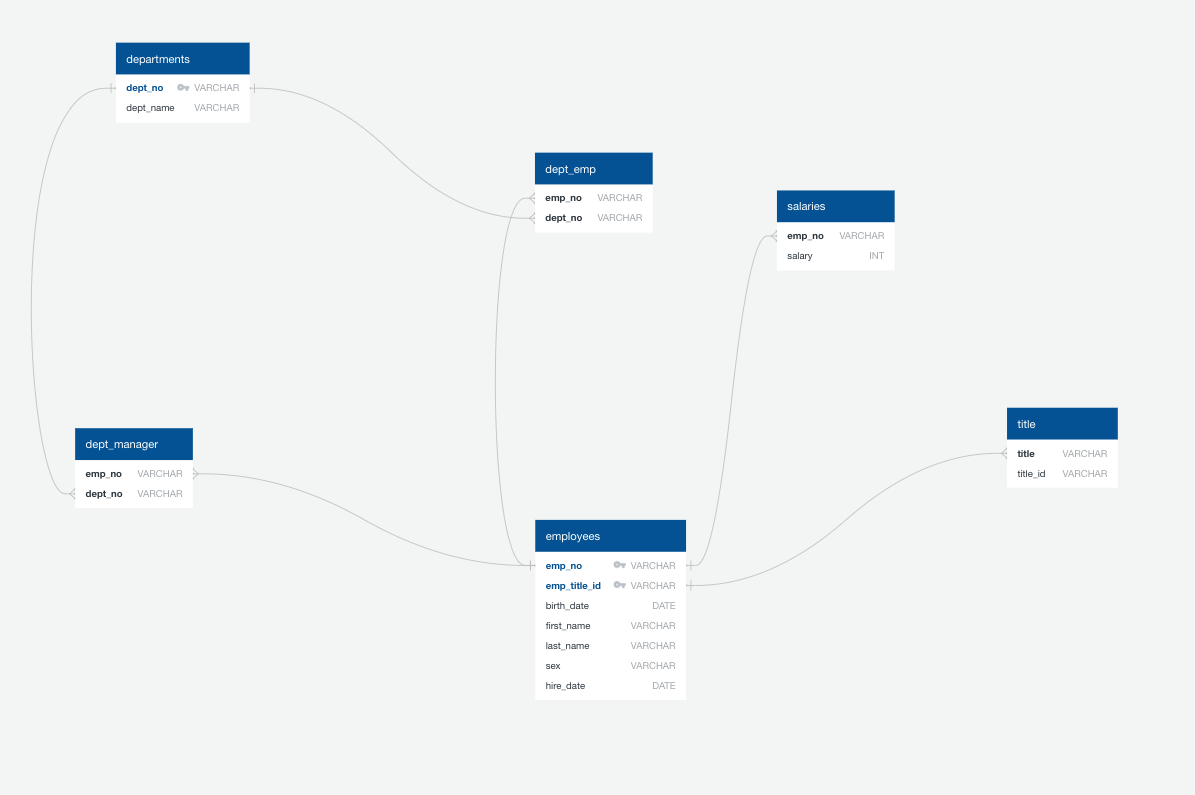 departments
dept_no VARCHAR
dept_name VARCHAR
dept_emp
emp_no VARCHAR
dept_no VARCHAR
salaries
emp_no VARCHAR
salary INT
title
title VARCHAR
title_id VARCHAR
dept_manager
emp_no VARCHAR
dept_no VARCHAR
employees
emp_no VARCHAR
emp_title_id VARCHAR
birth_date DATE
first_name VARCHAR
last_name VARCHAR
sex VARCHAR
hire_date DATE